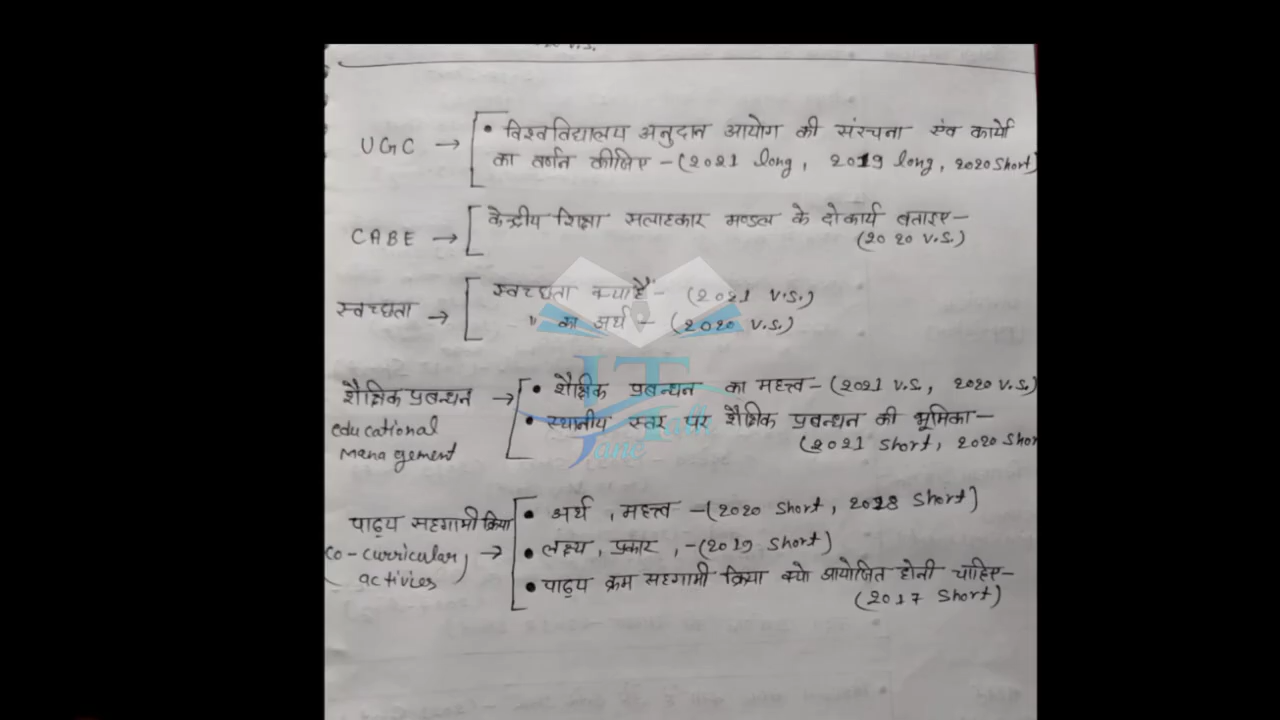 V.S.
UGC → • विश्वविद्यालय अनुदान आयोग की संरचना एंव कार्यो
का वर्णन कीजिए - (2021 long, 2019 long, 2020 Short)
CABE → केन्द्रीय शिक्षा सलाहकार मण्डल के दो कार्य बताइए-
(2020 V.S.)
स्वच्छता → स्वच्छता क्या है - (2021 V.S.)
" का अर्थ - (2020 V.S.)
शैक्षिक प्रबन्धन → • शैक्षिक प्रबन्धन का महत्त्व - (2021 V.S, 2020 V.S)
educational • स्थानीय स्तर पर शैक्षिक प्रबन्धन की भूमिका -
management (2021 Short, 2020 Shor
JT
Talk
Jano
पाढ़य सहगामी क्रिया • अर्थ, महत्त्व - (2020 Short, 2018 Short)
co-curricular → • लक्ष्य, प्रकार, - (2019 Short)
activies • पाढ़य क्रम सहगामी क्रिया क्यो आयोजित होनी चाहिए-
(2017 Short)